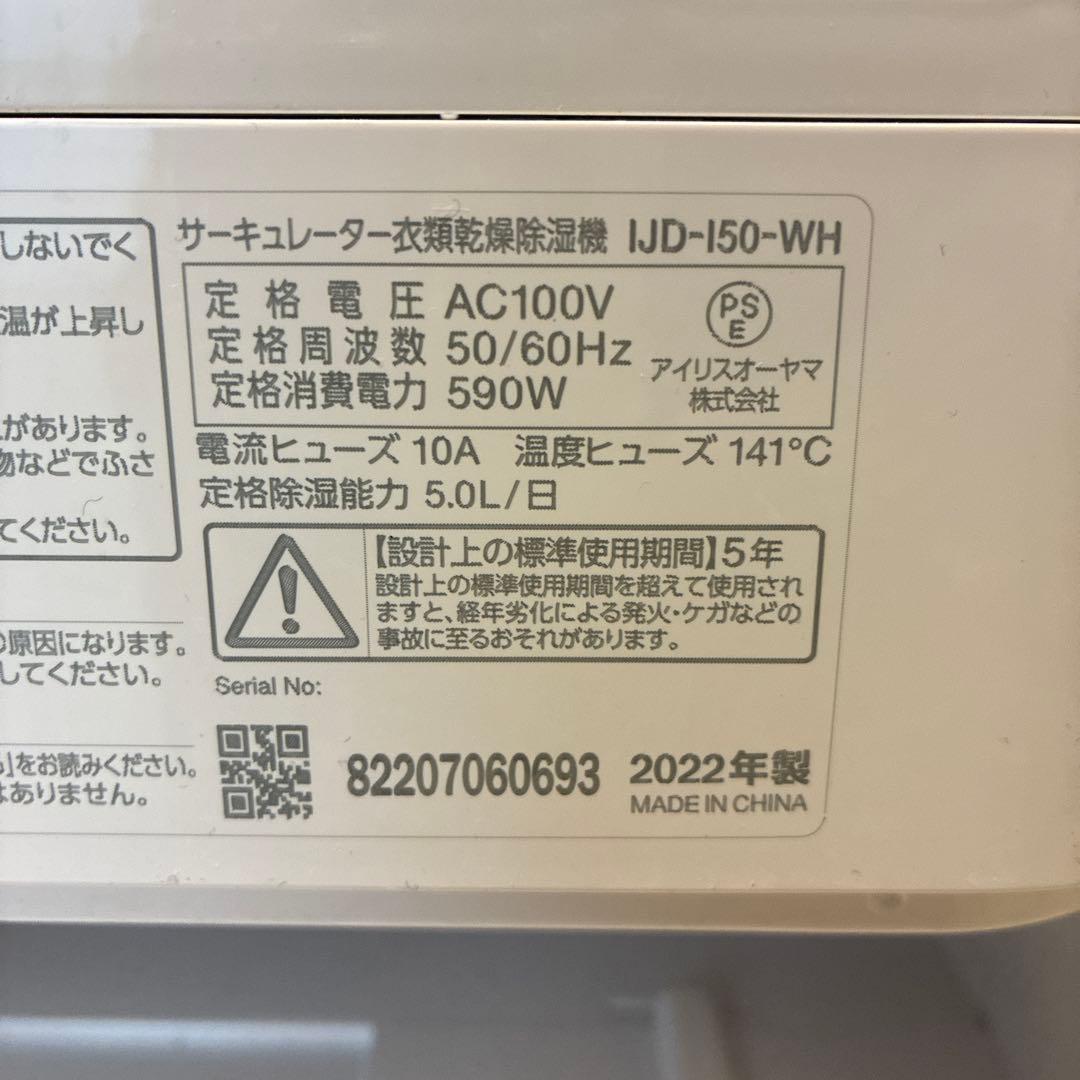 しないでく
温が上昇し
があります。
物などでふさ
てください。
の原因になります。
してください。
」をお読みください。
はありません。
サーキュレーター衣類乾燥除湿機 IJD-I50-WH
定格電圧 AC100V
定格周波数 50/60Hz
定格消費電力 590W
PS
E
アイリスオーヤマ
株式会社
電流ヒューズ 10A 温度ヒューズ 141℃
定格除湿能力 5.0L/日
【設計上の標準使用期間】5年
設計上の標準使用期間を超えて使用され
ますと、経年劣化による発火・ケガなどの
事故に至るおそれがあります。
Serial No:
82207060693 2022年製
MADE IN CHINA